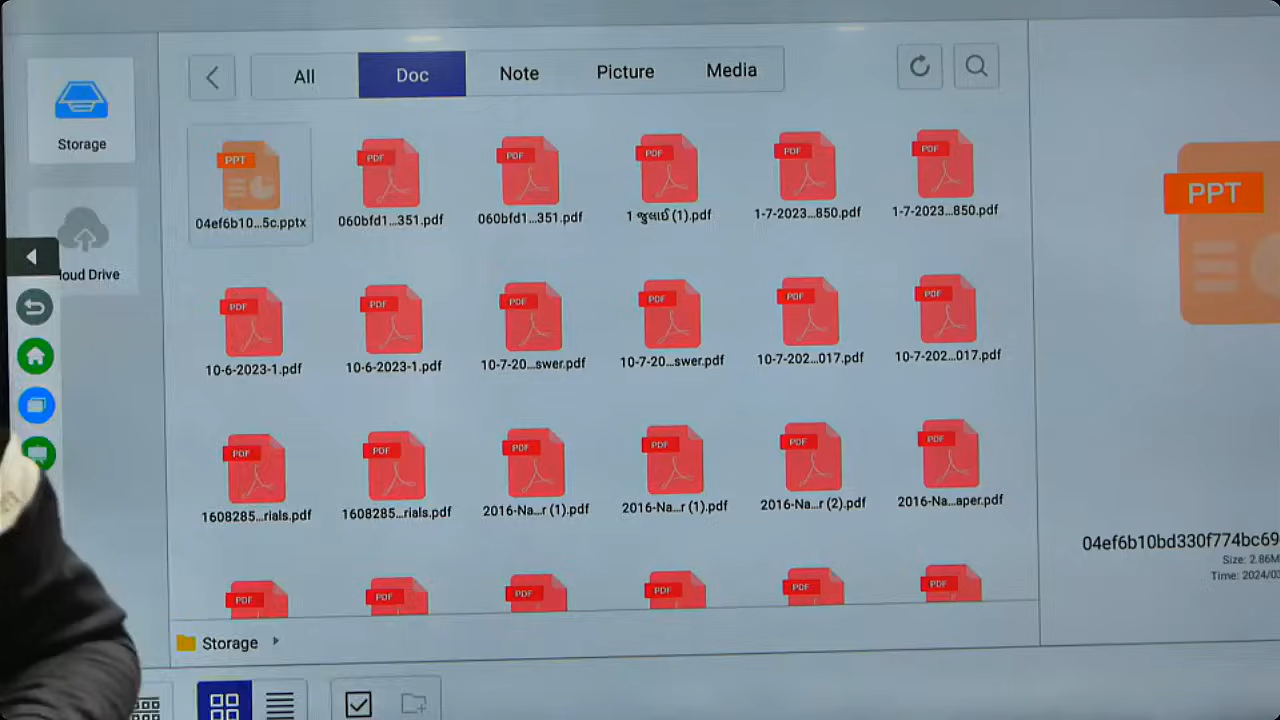 All
Doc
Note
Picture
Media
Storage
loud Drive
PPT
04ef6b10...5c.pptx
PDF
060bfd1...351.pdf
PDF
060bfd1...351.pdf
PDF
1 જુલાઈ (1).pdf
PDF
1-7-2023...850.pdf
PDF
1-7-2023...850.pdf
PDF
10-6-2023-1.pdf
PDF
10-6-2023-1.pdf
PDF
10-7-20...swer.pdf
PDF
10-7-20...swer.pdf
PDF
10-7-202...017.pdf
PDF
10-7-202...017.pdf
PDF
1608285...rials.pdf
PDF
1608285...rials.pdf
PDF
2016-Na...r (1).pdf
PDF
2016-Na...r (1).pdf
PDF
2016-Na...r (2).pdf
PDF
2016-Na...aper.pdf
PDF
PDF
PDF
PDF
PDF
PDF
Storage
PPT
04ef6b10bd330f774bc69
Size: 2.86M
Time: 2024/03